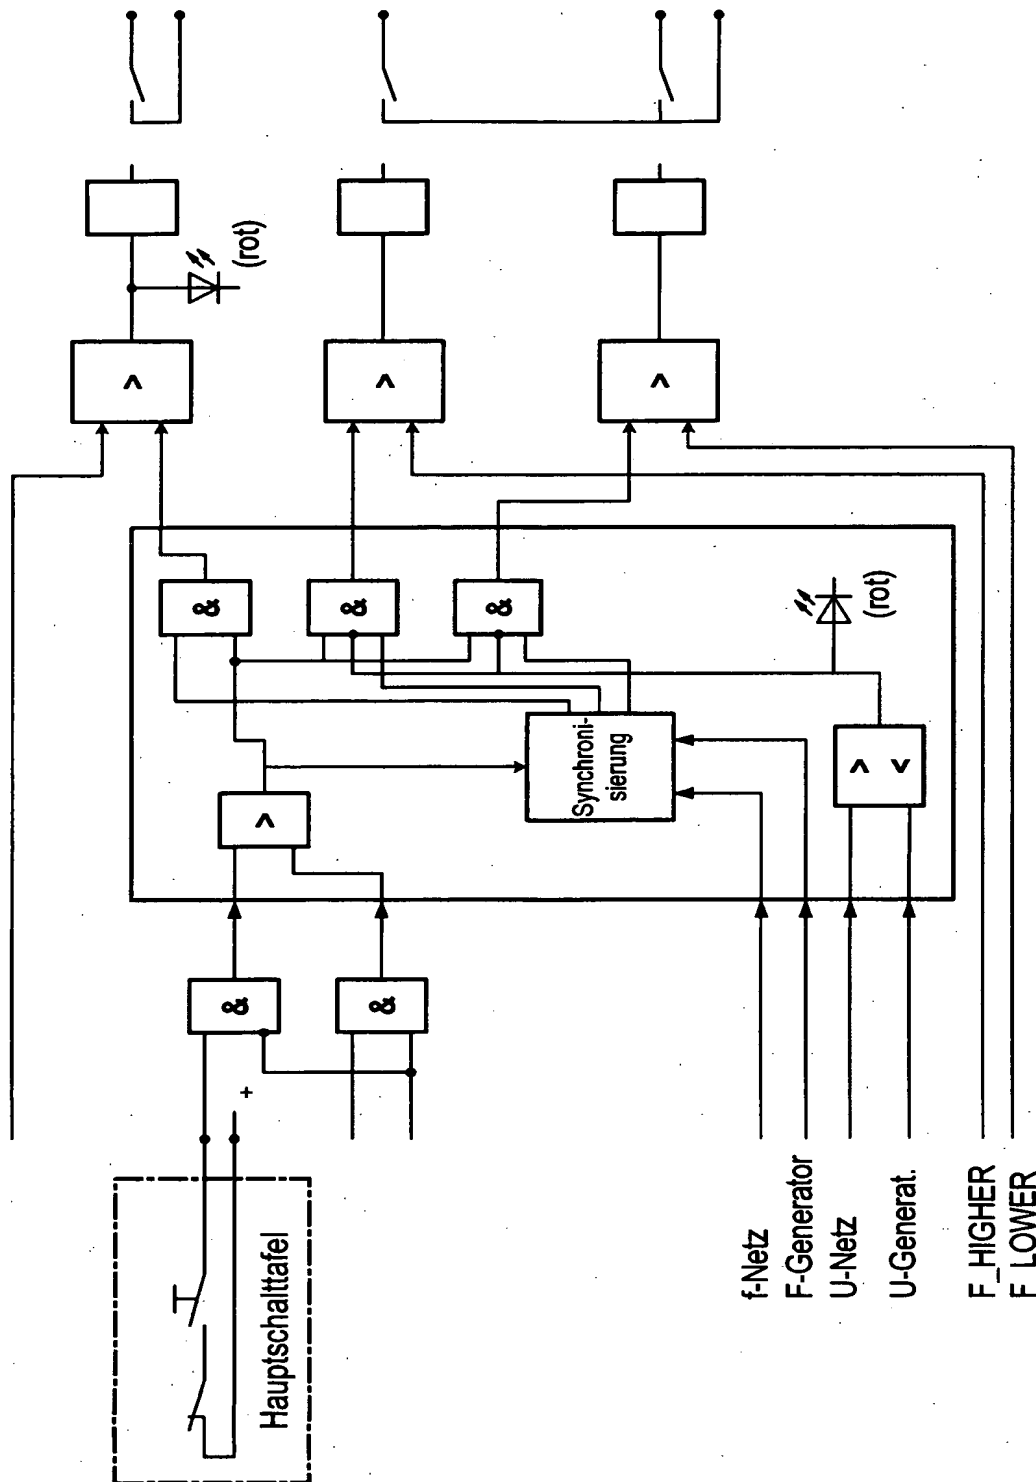 (rot)
>
>
>
&
&
&
(rot)
Synchroni-
sierung
>
>
<
&
&
+
Hauptschalttafel
f-Netz
F-Generator
U-Netz
U-Generat.
F_HIGHER
F_LOWER